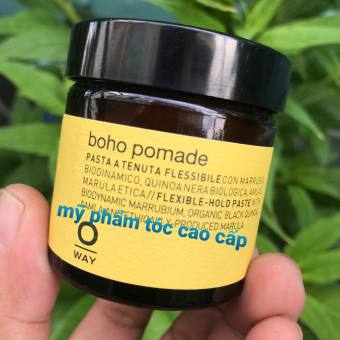 boho pomade
PASTA A TENUTA FLESSIBILE CON MARRUBIO
BIODINAMICO, QUINOA NERA BIOLOGICA, AMLA E
MARULA ETICA // FLEXIBLE-HOLD PASTE WITH
BIODYNAMIC MARRUBIUM, ORGANIC BLACK QUINOA,
mỹ phẩm tóc cao cấp
WAY